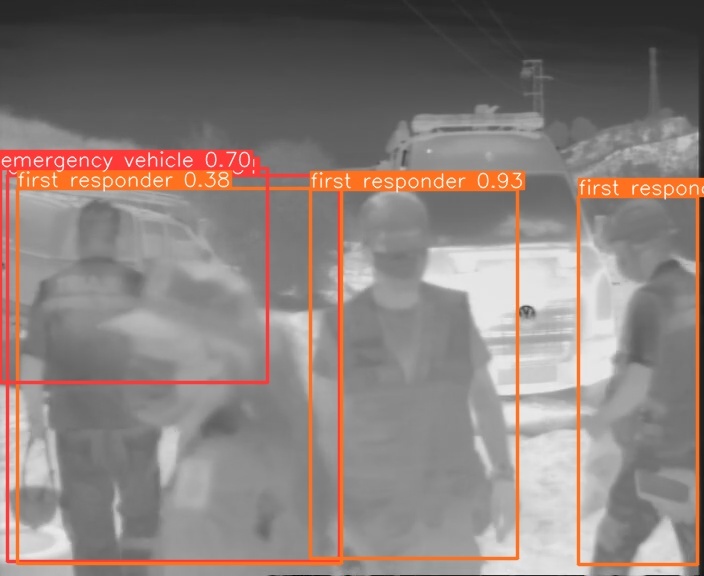 emergency vehicle 0.70
first responder 0.38
first responder 0.93
first respon